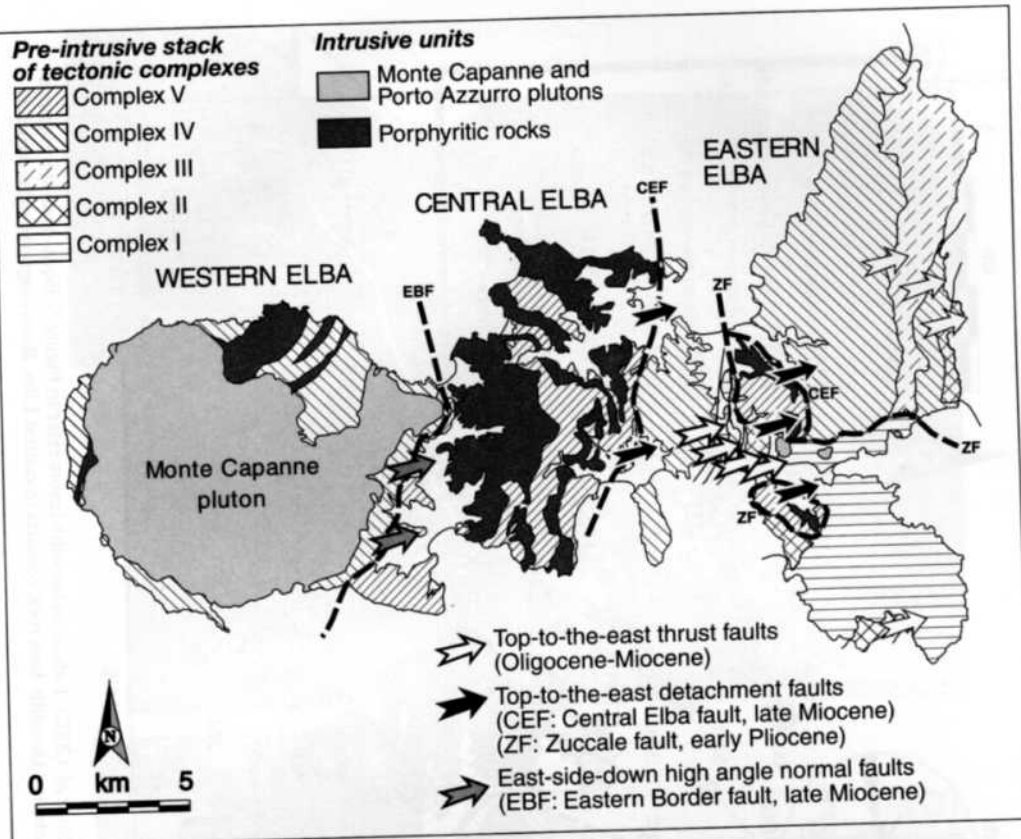 Pre-intrusive stack
of tectonic complexes
Complex V
Complex IV
Complex III
Complex II
Complex I
Intrusive units
Monte Capanne and
Porto Azzurro plutons
Porphyritic rocks
WESTERN ELBA
CENTRAL ELBA
EASTERN
ELBA
EBF
CEF
ZF
CEF
ZF
ZF
Monte Capanne
pluton
Top-to-the-east thrust faults
(Oligocene-Miocene)
Top-to-the-east detachment faults
(CEF: Central Elba fault, late Miocene)
(ZF: Zuccale fault, early Pliocene)
East-side-down high angle normal faults
(EBF: Eastern Border fault, late Miocene)
N
0 km 5